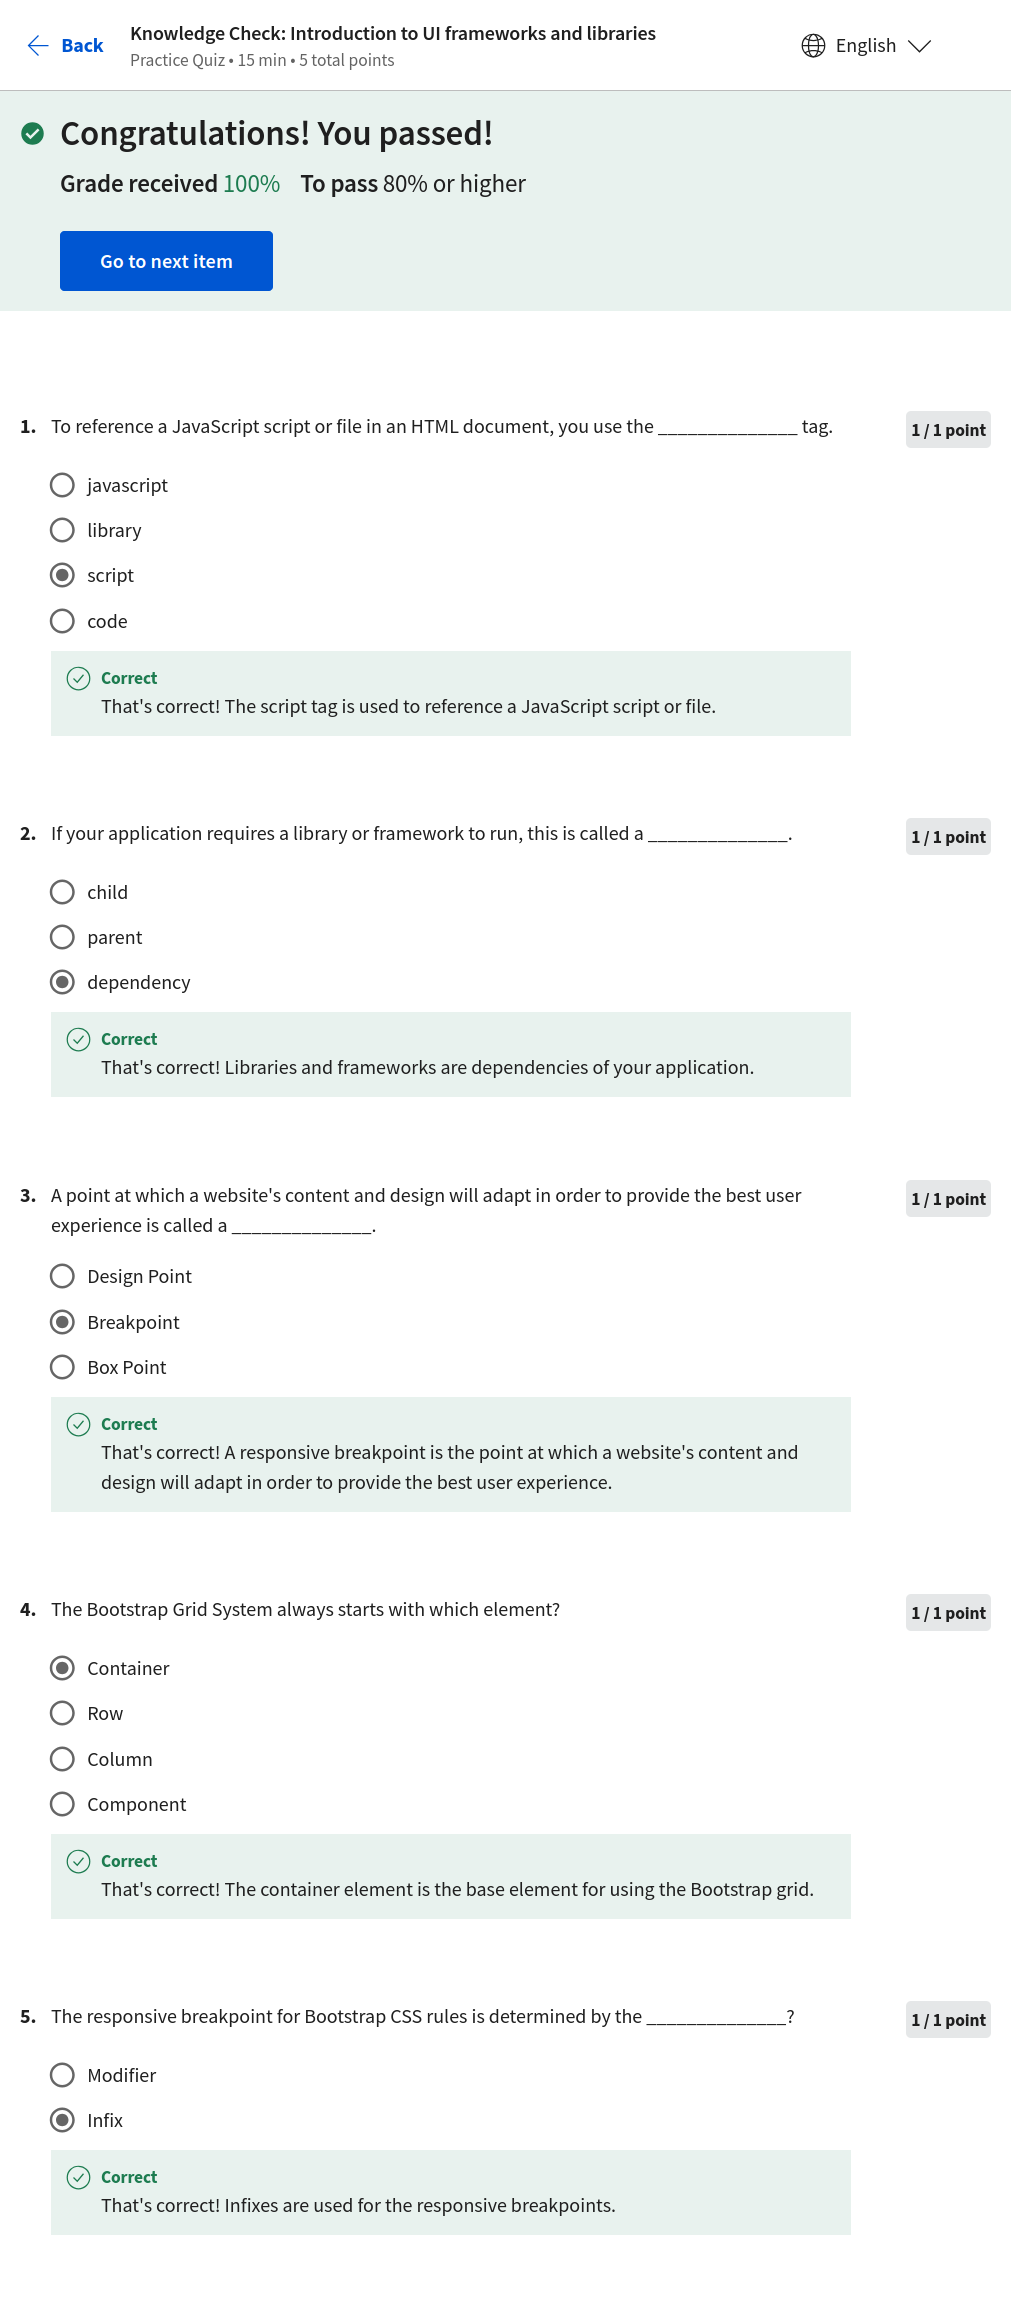 Back
Knowledge Check: Introduction to UI frameworks and libraries
Practice Quiz • 15 min • 5 total points
English
Congratulations! You passed!
Grade received 100% To pass 80% or higher
Go to next item
1. To reference a JavaScript script or file in an HTML document, you use the ______________ tag.
1 / 1 point
javascript
library
script
code
Correct
That's correct! The script tag is used to reference a JavaScript script or file.
2. If your application requires a library or framework to run, this is called a ______________.
1 / 1 point
child
parent
dependency
Correct
That's correct! Libraries and frameworks are dependencies of your application.
3. A point at which a website's content and design will adapt in order to provide the best user
experience is called a ______________.
1 / 1 point
Design Point
Breakpoint
Box Point
Correct
That's correct! A responsive breakpoint is the point at which a website's content and
design will adapt in order to provide the best user experience.
4. The Bootstrap Grid System always starts with which element?
1 / 1 point
Container
Row
Column
Component
Correct
That's correct! The container element is the base element for using the Bootstrap grid.
5. The responsive breakpoint for Bootstrap CSS rules is determined by the ______________?
1 / 1 point
Modifier
Infix
Correct
That's correct! Infixes are used for the responsive breakpoints.